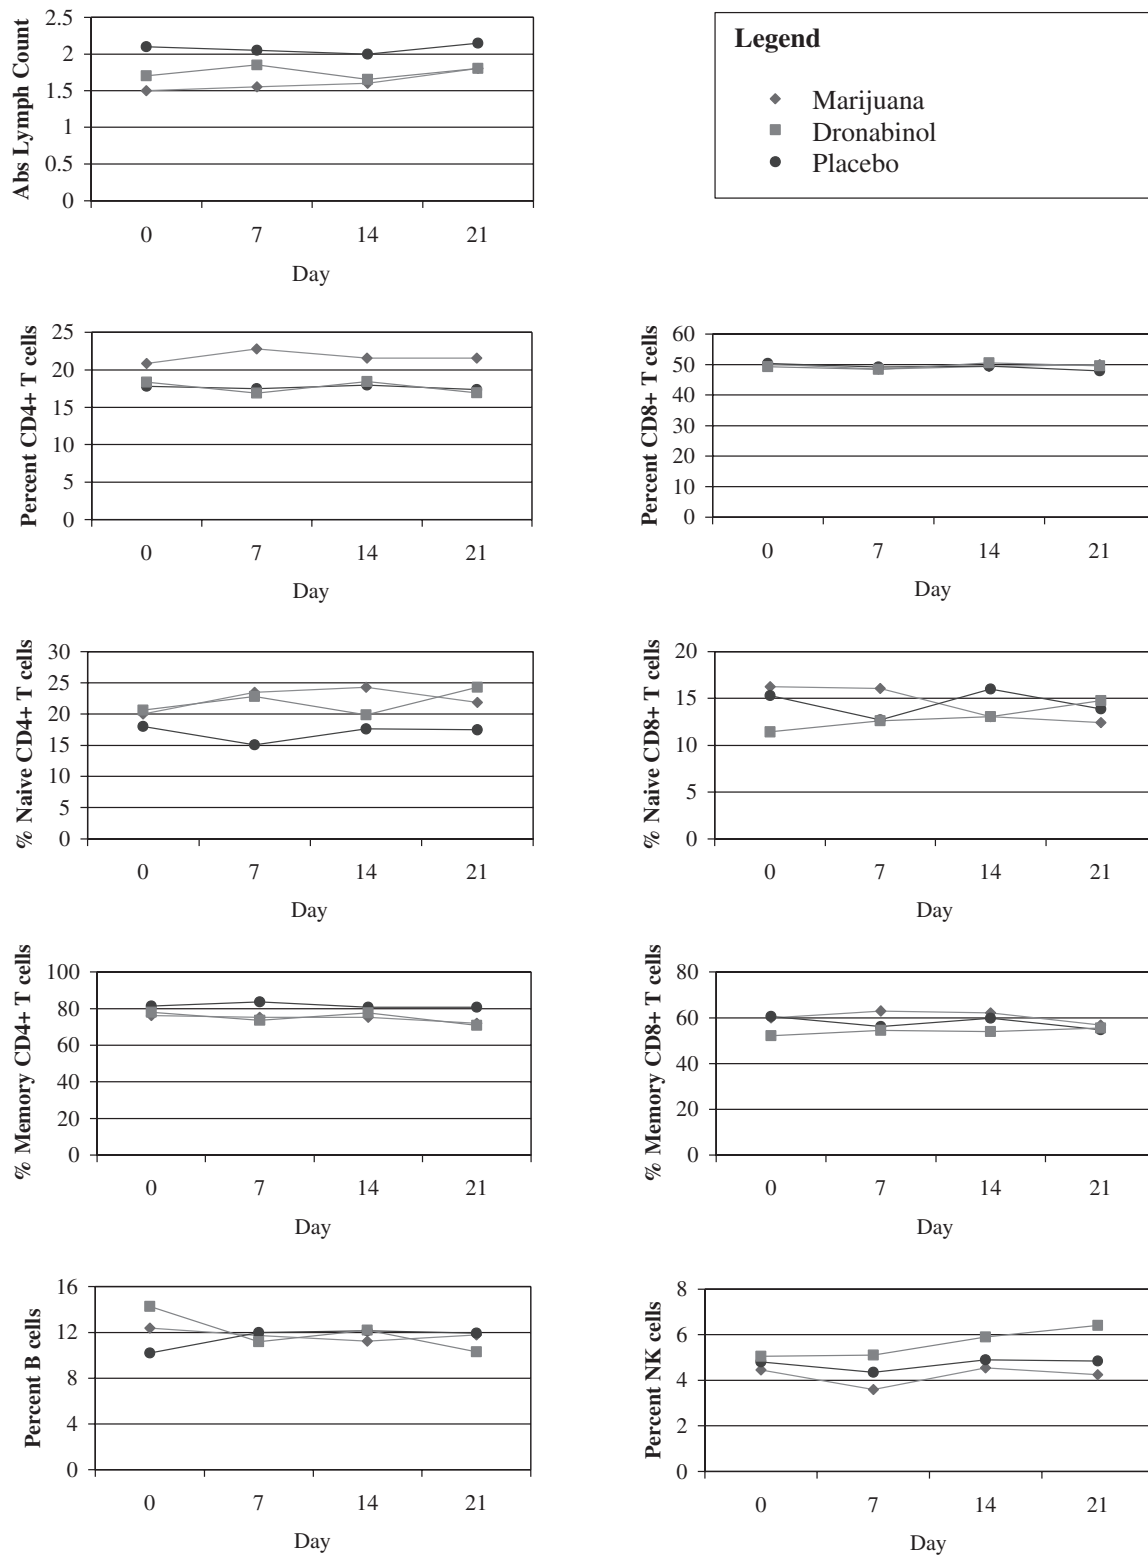 Abs Lymph Count
2.5
2
1.5
1
0.5
0
0 7 14 21
Day
Legend
Marijuana
Dronabinol
Placebo
Percent CD4+ T cells
25
20
15
10
5
0
0 7 14 21
Day
Percent CD8+ T cells
60
50
40
30
20
10
0
0 7 14 21
Day
% Naive CD4+ T cells
30
25
20
15
10
5
0
0 7 14 21
Day
% Naive CD8+ T cells
20
15
10
5
0
0 7 14 21
Day
% Memory CD4+ T cells
100
80
60
40
20
0
0 7 14 21
Day
% Memory CD8+ T cells
80
60
40
20
0
0 7 14 21
Day
Percent B cells
16
12
8
4
0
0 7 14 21
Day
Percent NK cells
8
6
4
2
0
0 7 14 21
Day